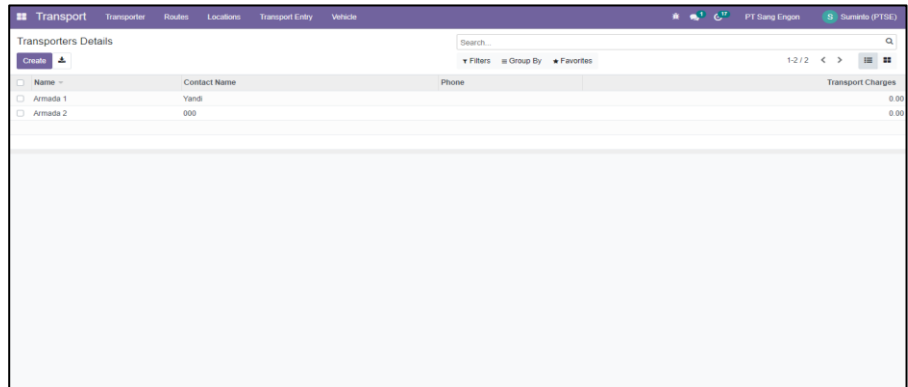 Transport Transporter Routes Locations Transport Entry Vehicle 1 17 PT Sang Engon S Suminto (PTSE)
Transporters Details Search...
Create Filters Group By Favorites 1-2 / 2
Name Contact Name Phone Transport Charges
Armada 1 Yandi 0.00
Armada 2 000 0.00